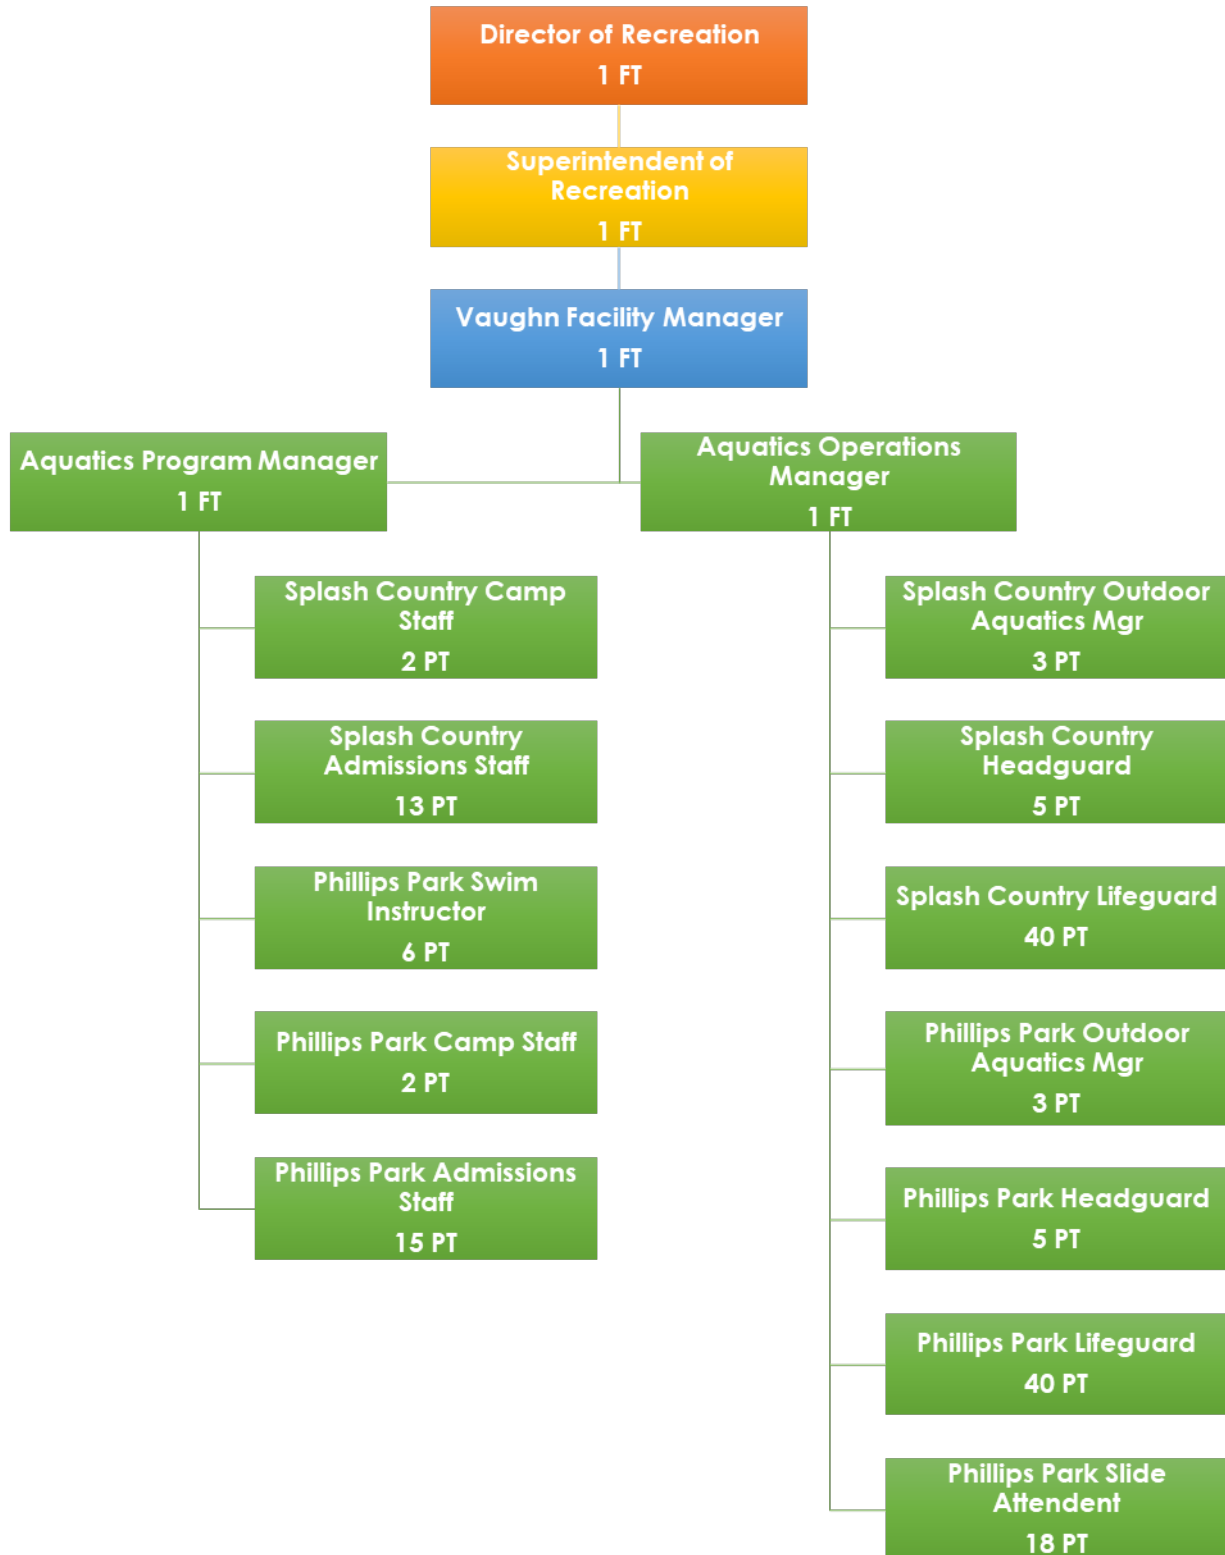 Director of Recreation
1 FT
Superintendent of
Recreation
1 FT
Vaughn Facility Manager
1 FT
Aquatics Program Manager
1 FT
Aquatics Operations
Manager
1 FT
Splash Country Camp
Staff
2 PT
Splash Country
Admissions Staff
13 PT
Phillips Park Swim
Instructor
6 PT
Phillips Park Camp Staff
2 PT
Phillips Park Admissions
Staff
15 PT
Splash Country Outdoor
Aquatics Mgr
3 PT
Splash Country
Headguard
5 PT
Splash Country Lifeguard
40 PT
Phillips Park Outdoor
Aquatics Mgr
3 PT
Phillips Park Headguard
5 PT
Phillips Park Lifeguard
40 PT
Phillips Park Slide
Attendent
18 PT